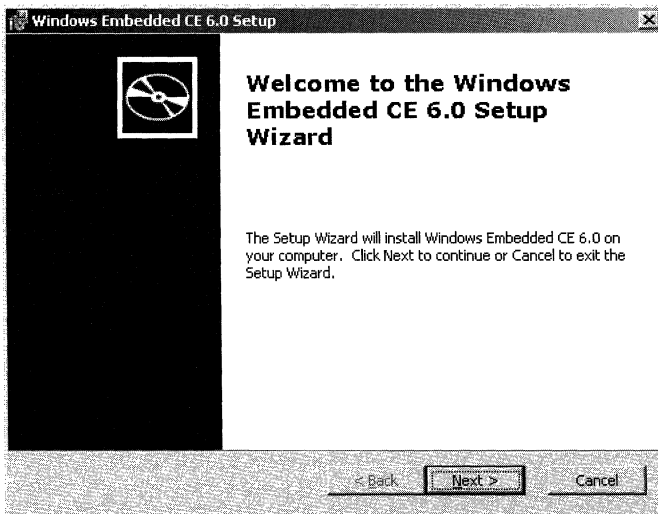 Windows Embedded CE 6.0 Setup
Welcome to the Windows
Embedded CE 6.0 Setup
Wizard
The Setup Wizard will install Windows Embedded CE 6.0 on
your computer. Click Next to continue or Cancel to exit the
Setup Wizard.
< Back Next > Cancel